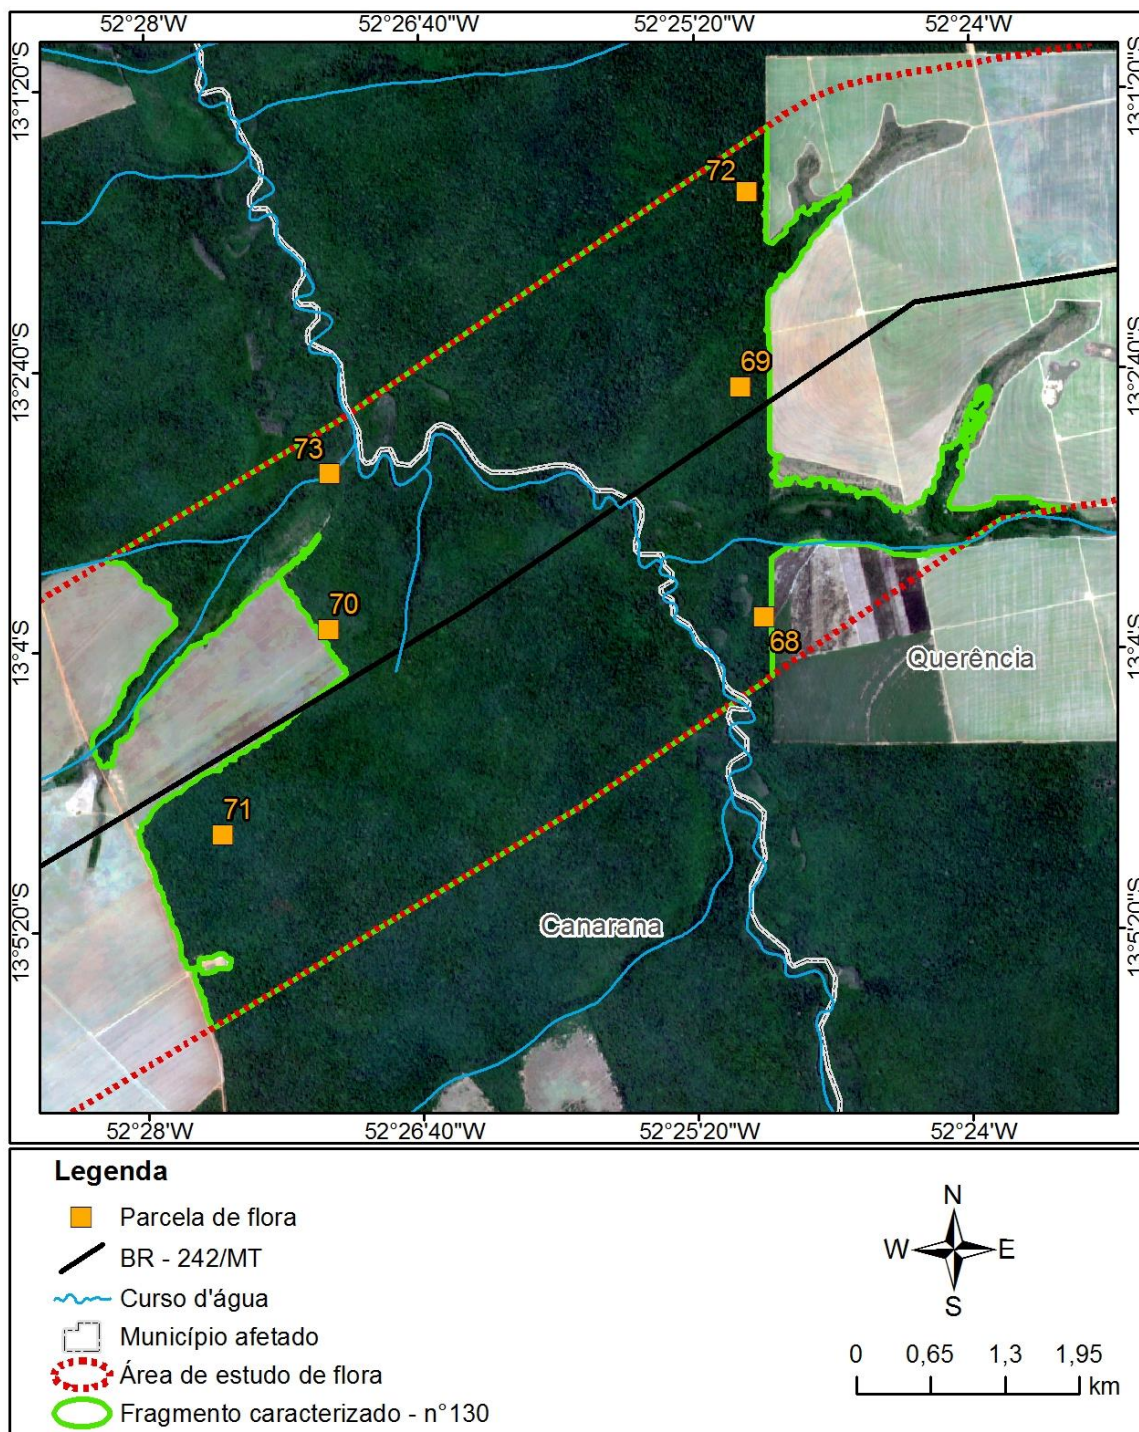 52°28'W 52°26'40"W 52°25'20"W 52°24'W
13°1'20"S 13°1'20"S
72
69
13°2'40"S 13°2'40"S
73
70
68
13°4'S 13°4'S
Querência
71
Canarana
13°5'20"S 13°5'20"S
52°28'W 52°26'40"W 52°25'20"W 52°24'W
Legenda
Parcela de flora
BR - 242/MT
Curso d'água
Município afetado
Área de estudo de flora
Fragmento caracterizado - n°130
N
W E
S
0 0,65 1,3 1,95
km